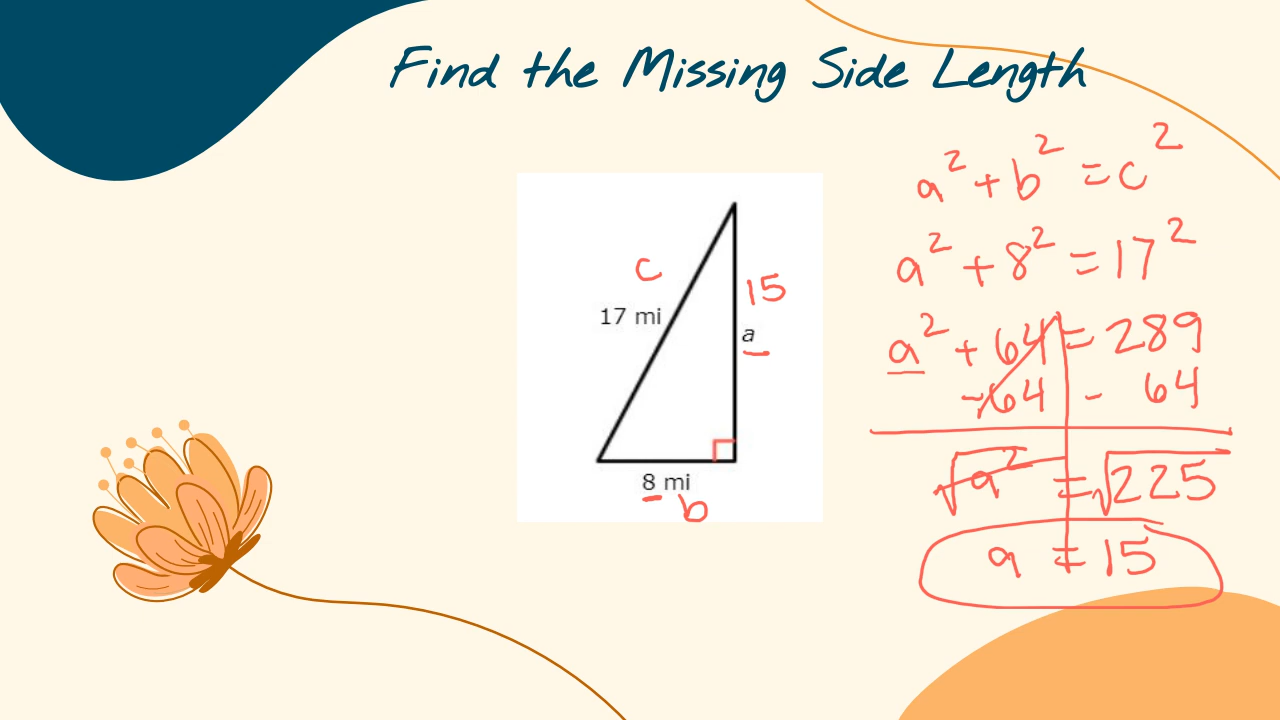 Find the Missing Side Length
c
17 mi
15
a
8 mi
b
a² + b² = c²
a² + 8² = 17²
a² + 64 = 289
-64 - 64
√a² = √225
a = 15